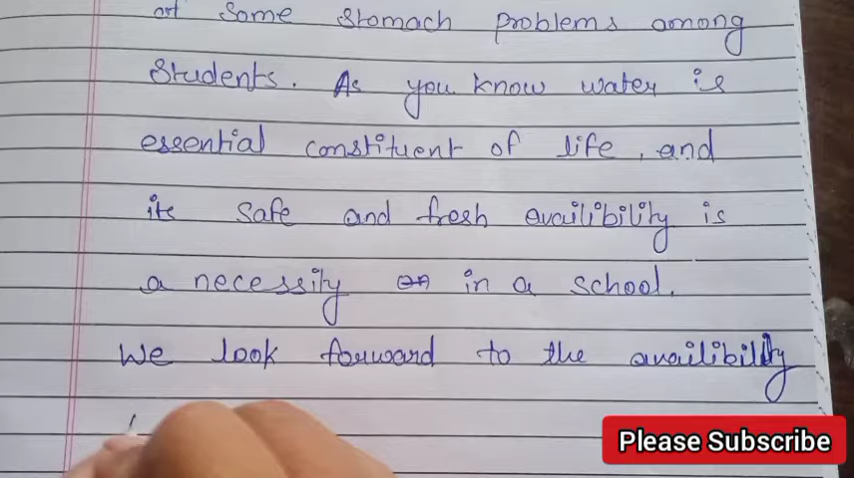 of some stomach problems among
students. As you know water is
essential constituent of life, and
its safe and fresh availibility is
a necessity in a school.
We look forward to the availibility
Please Subscribe